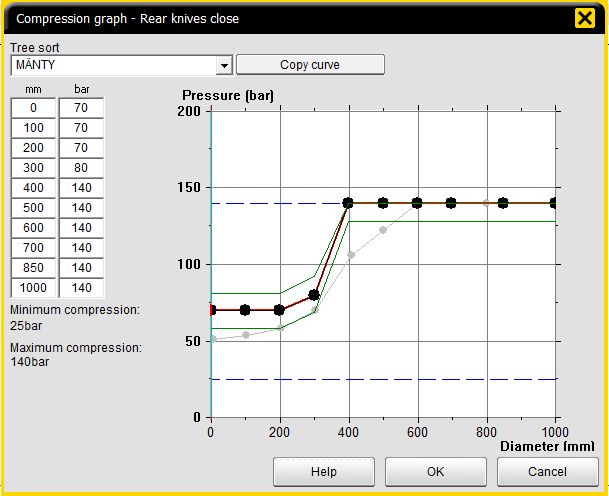 Compression graph - Rear knives close
Tree sort
MÄNTY
Copy curve
mm bar
0 70
100 70
200 70
300 80
400 140
500 140
600 140
700 140
850 140
1000 140
Minimum compression:
25bar
Maximum compression:
140bar
Pressure (bar)
200
150
100
50
0
0 200 400 600 800 1000
Diameter (mm)
Help OK Cancel